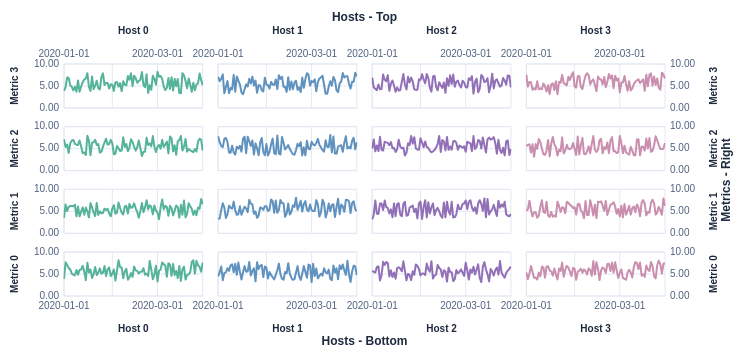 Hosts - Top
Host 0 Host 1 Host 2 Host 3
2020-01-01 2020-03-01 2020-01-01 2020-03-01 2020-01-01 2020-03-01 2020-01-01 2020-03-01
Metric 3 10.00 5.00 0.00 10.00 5.00 0.00 Metric 3
Metric 2 10.00 5.00 0.00 10.00 5.00 0.00 Metric 2
Metric 1 10.00 5.00 0.00 10.00 5.00 0.00 Metric 1
Metric 0 10.00 5.00 0.00 10.00 5.00 0.00 Metric 0
Metrics - Right
2020-01-01 2020-03-01 2020-01-01 2020-03-01 2020-01-01 2020-03-01 2020-01-01 2020-03-01
Host 0 Host 1 Host 2 Host 3
Hosts - Bottom